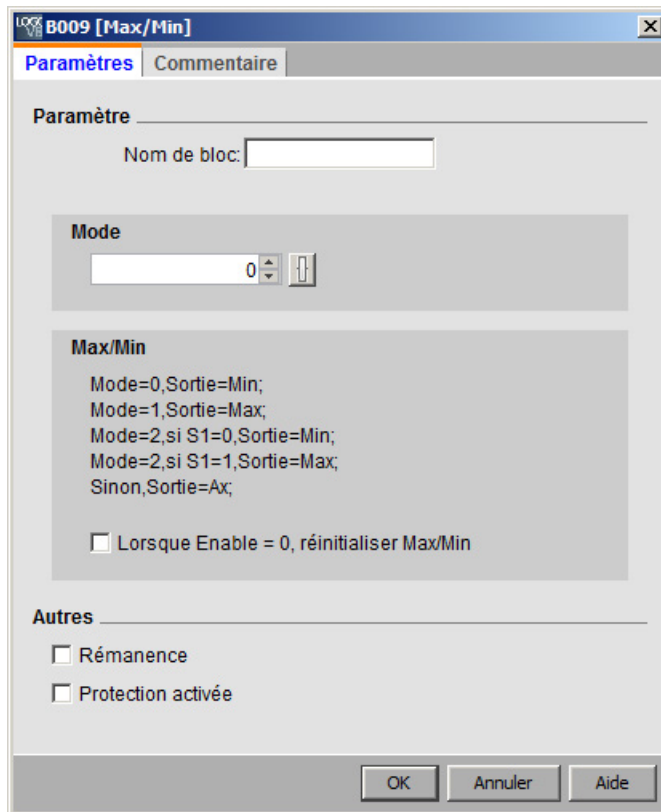 B009 [Max/Min]
Paramètres Commentaire
Paramètre
Nom de bloc:
Mode
0
Max/Min
Mode=0,Sortie=Min;
Mode=1,Sortie=Max;
Mode=2,si S1=0,Sortie=Min;
Mode=2,si S1=1,Sortie=Max;
Sinon,Sortie=Ax;
Lorsque Enable = 0, réinitialiser Max/Min
Autres
Rémanence
Protection activée
OK Annuler Aide